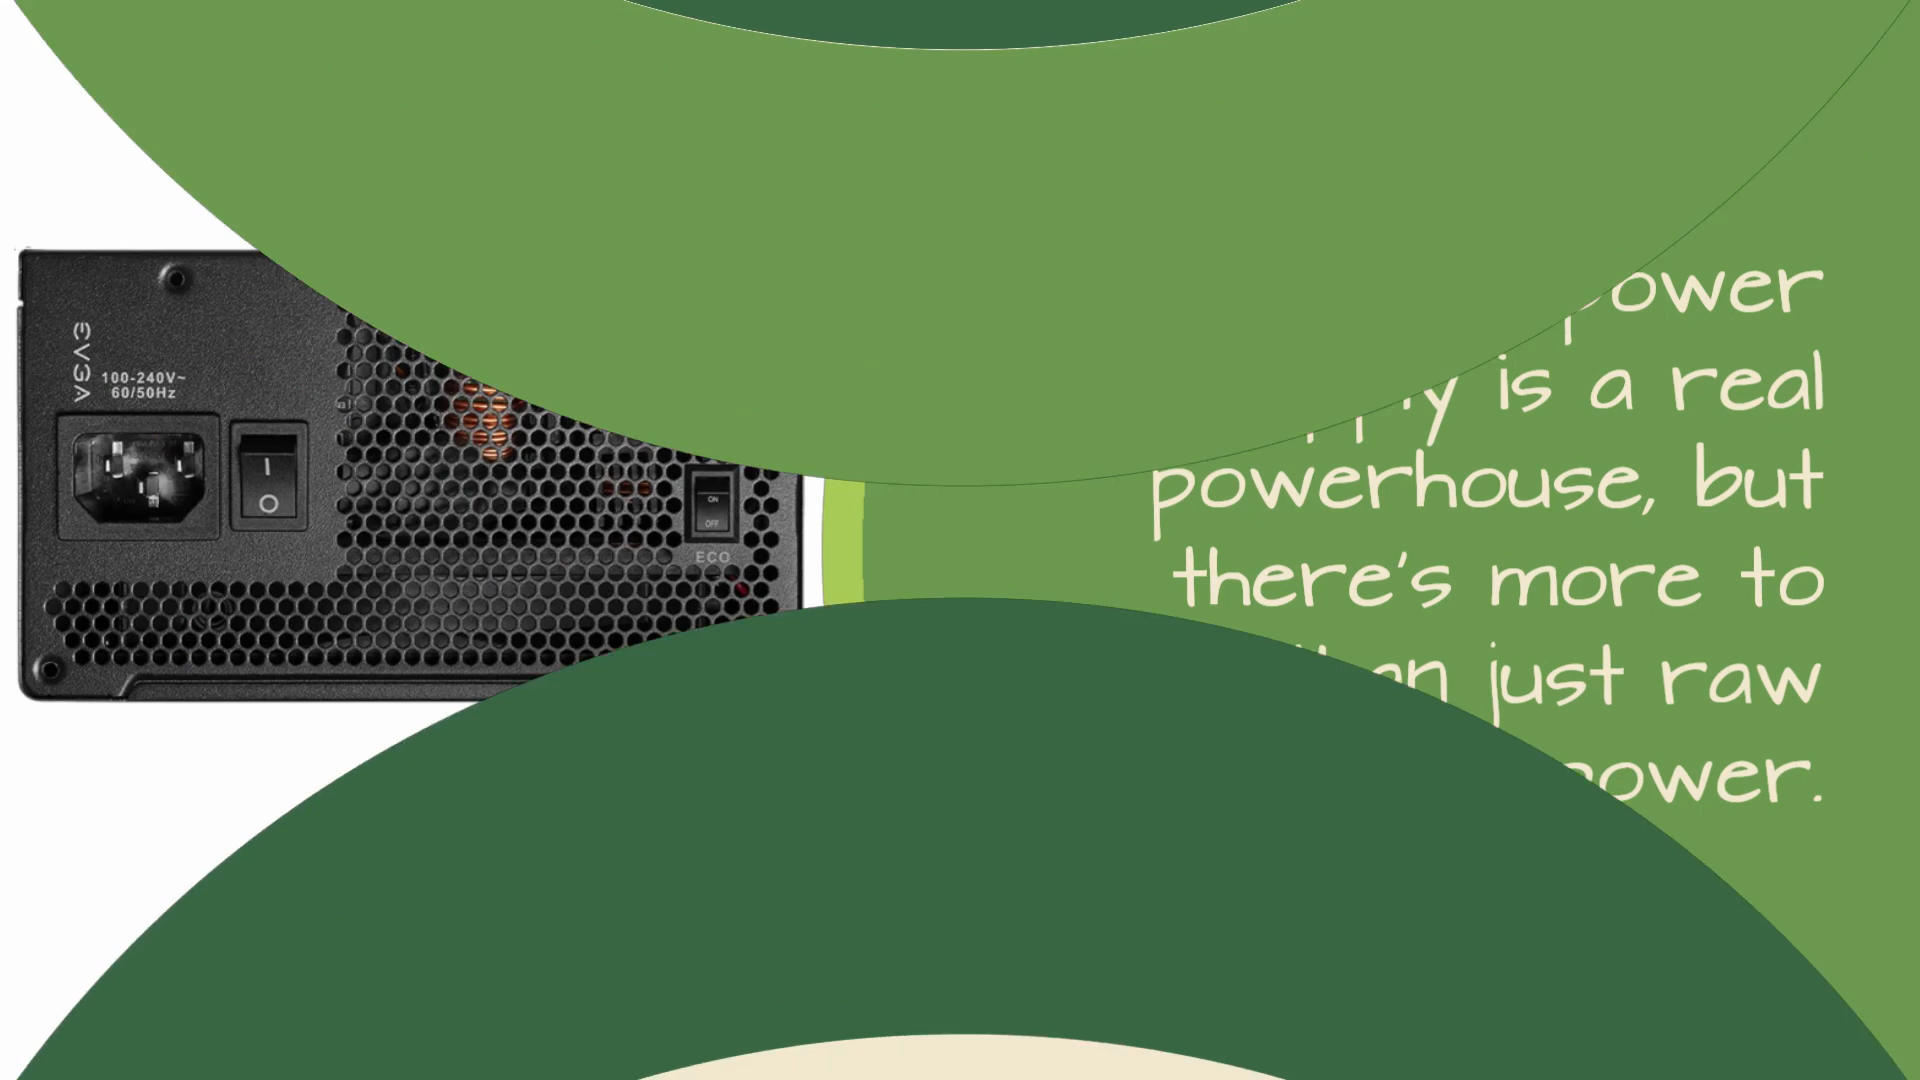 EVGA
100-240V~
60/50Hz
I
O
ON
OFF
ECO
ower
is a real
powerhouse, but
there's more to
just raw
ower.